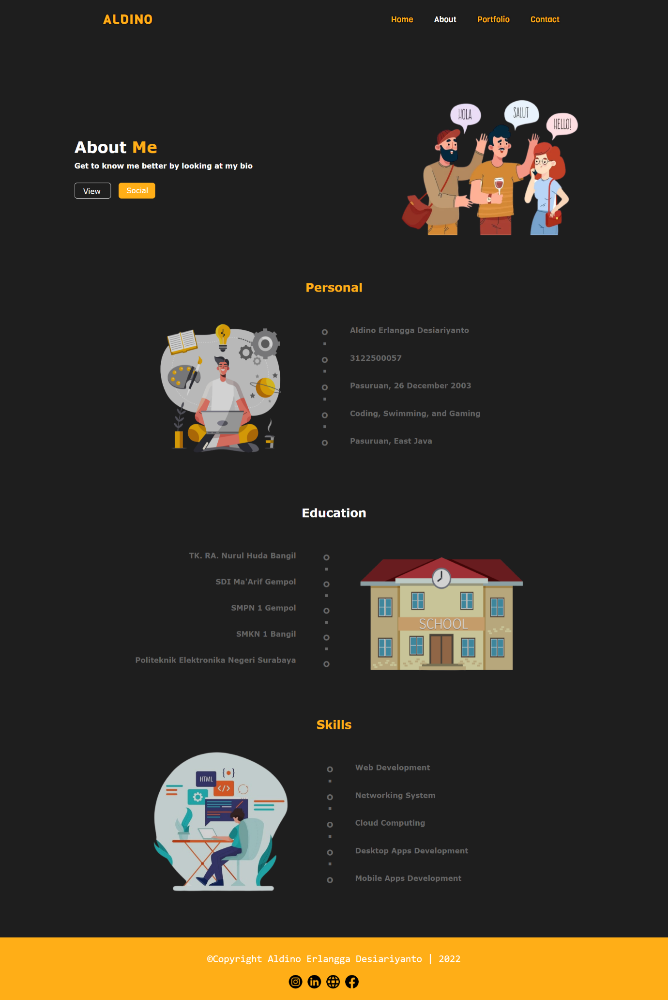 ALDINO
Home About Portfolio Contact
HOLA
SALUT
HELLO!
About Me
Get to know me better by looking at my bio
View Social
Personal
Aldino Erlangga Desiariyanto
3122500057
Pasuruan, 26 December 2003
Coding, Swimming, and Gaming
Pasuruan, East Java
Education
TK. RA. Nurul Huda Bangil
SDI Ma'Arif Gempol
SMPN 1 Gempol
SMKN 1 Bangil
Politeknik Elektronika Negeri Surabaya
SCHOOL
Skills
HTML
</>
Web Development
Networking System
Cloud Computing
Desktop Apps Development
Mobile Apps Development
©Copyright Aldino Erlangga Desiariyanto | 2022